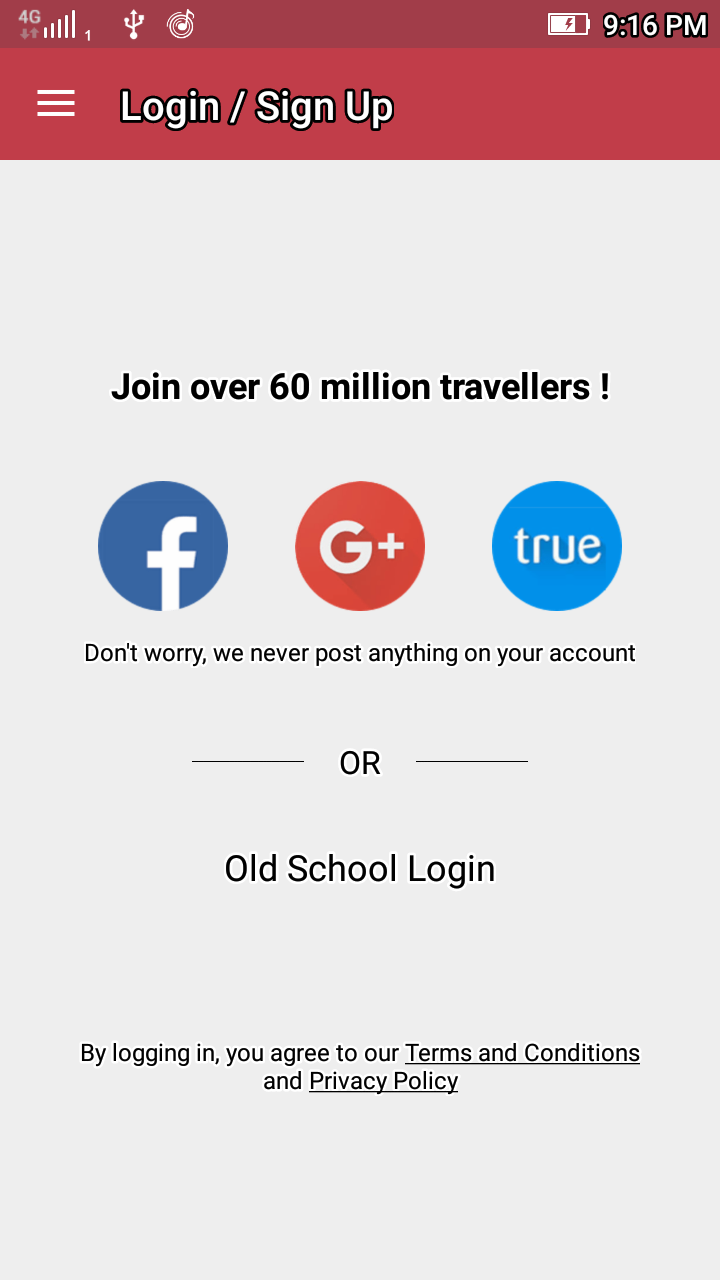 4G 1 9:16 PM
Login / Sign Up
Join over 60 million travellers !
f G+ true
Don't worry, we never post anything on your account
OR
Old School Login
By logging in, you agree to our Terms and Conditions
and Privacy Policy